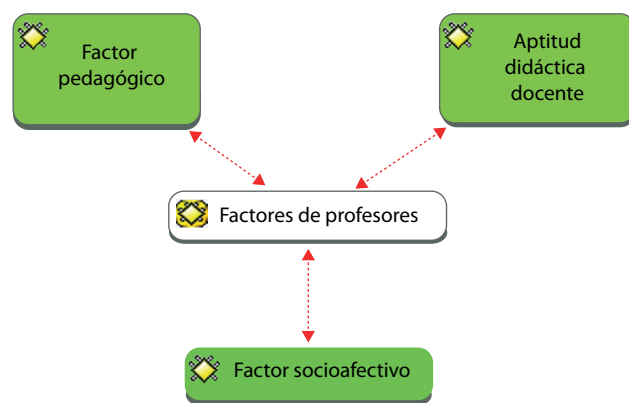 Factor
pedagógico
Aptitud
didáctica
docente
Factores de profesores
Factor socioafectivo